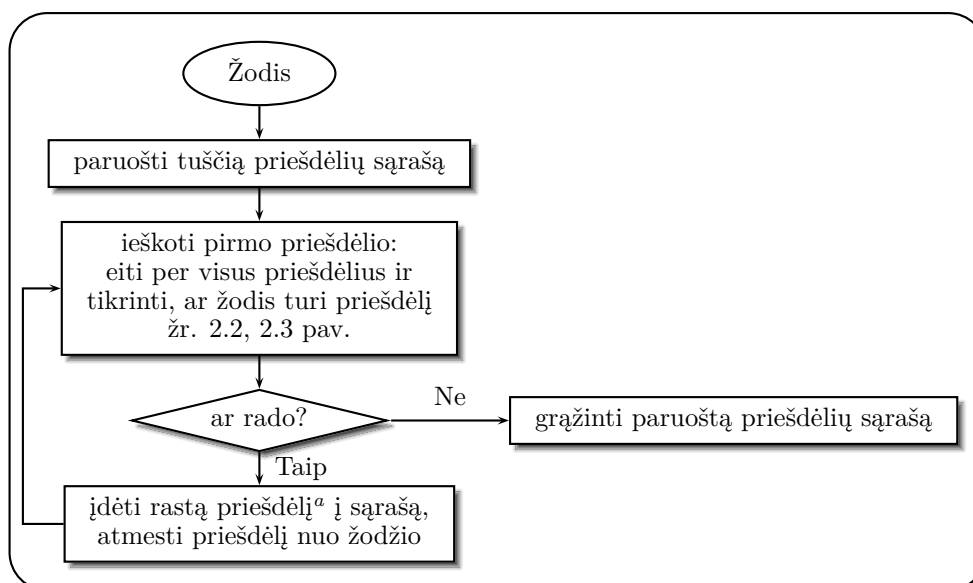 Žodis
paruošti tuščią priešdėlių sąrašą
ieškoti pirmo priešdėlio:
eiti per visus priešdėlius ir
tikrinti, ar žodis turi priešdėlį
žr. 2.2, 2.3 pav.
ar rado?
Ne
grąžinti paruoštą priešdėlių sąrašą
Taip
įdėti rastą priešdėlįᵃ į sąrašą,
atmesti priešdėlį nuo žodžio